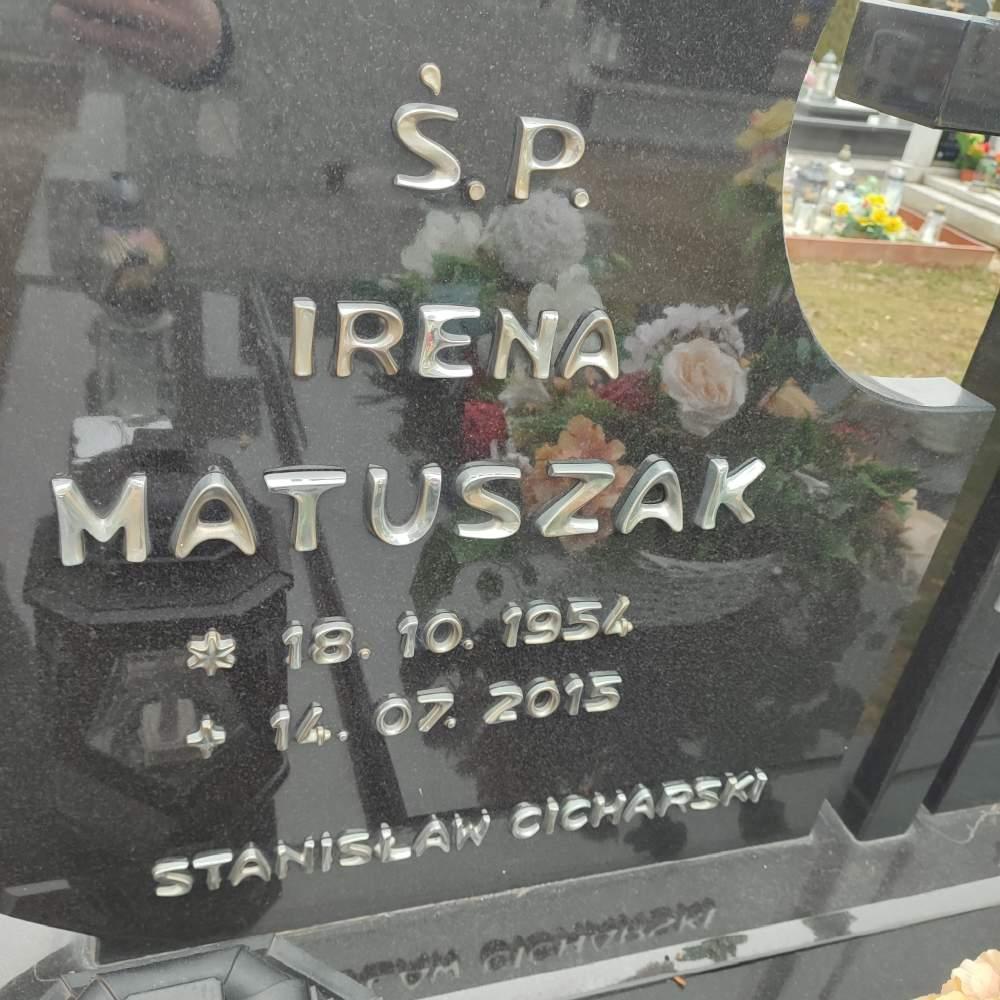 Ś.P.
IRENA
MATUSZAK
* 18. 10. 1954
+ 14. 07. 2015
STANISŁAW CICHARSKI